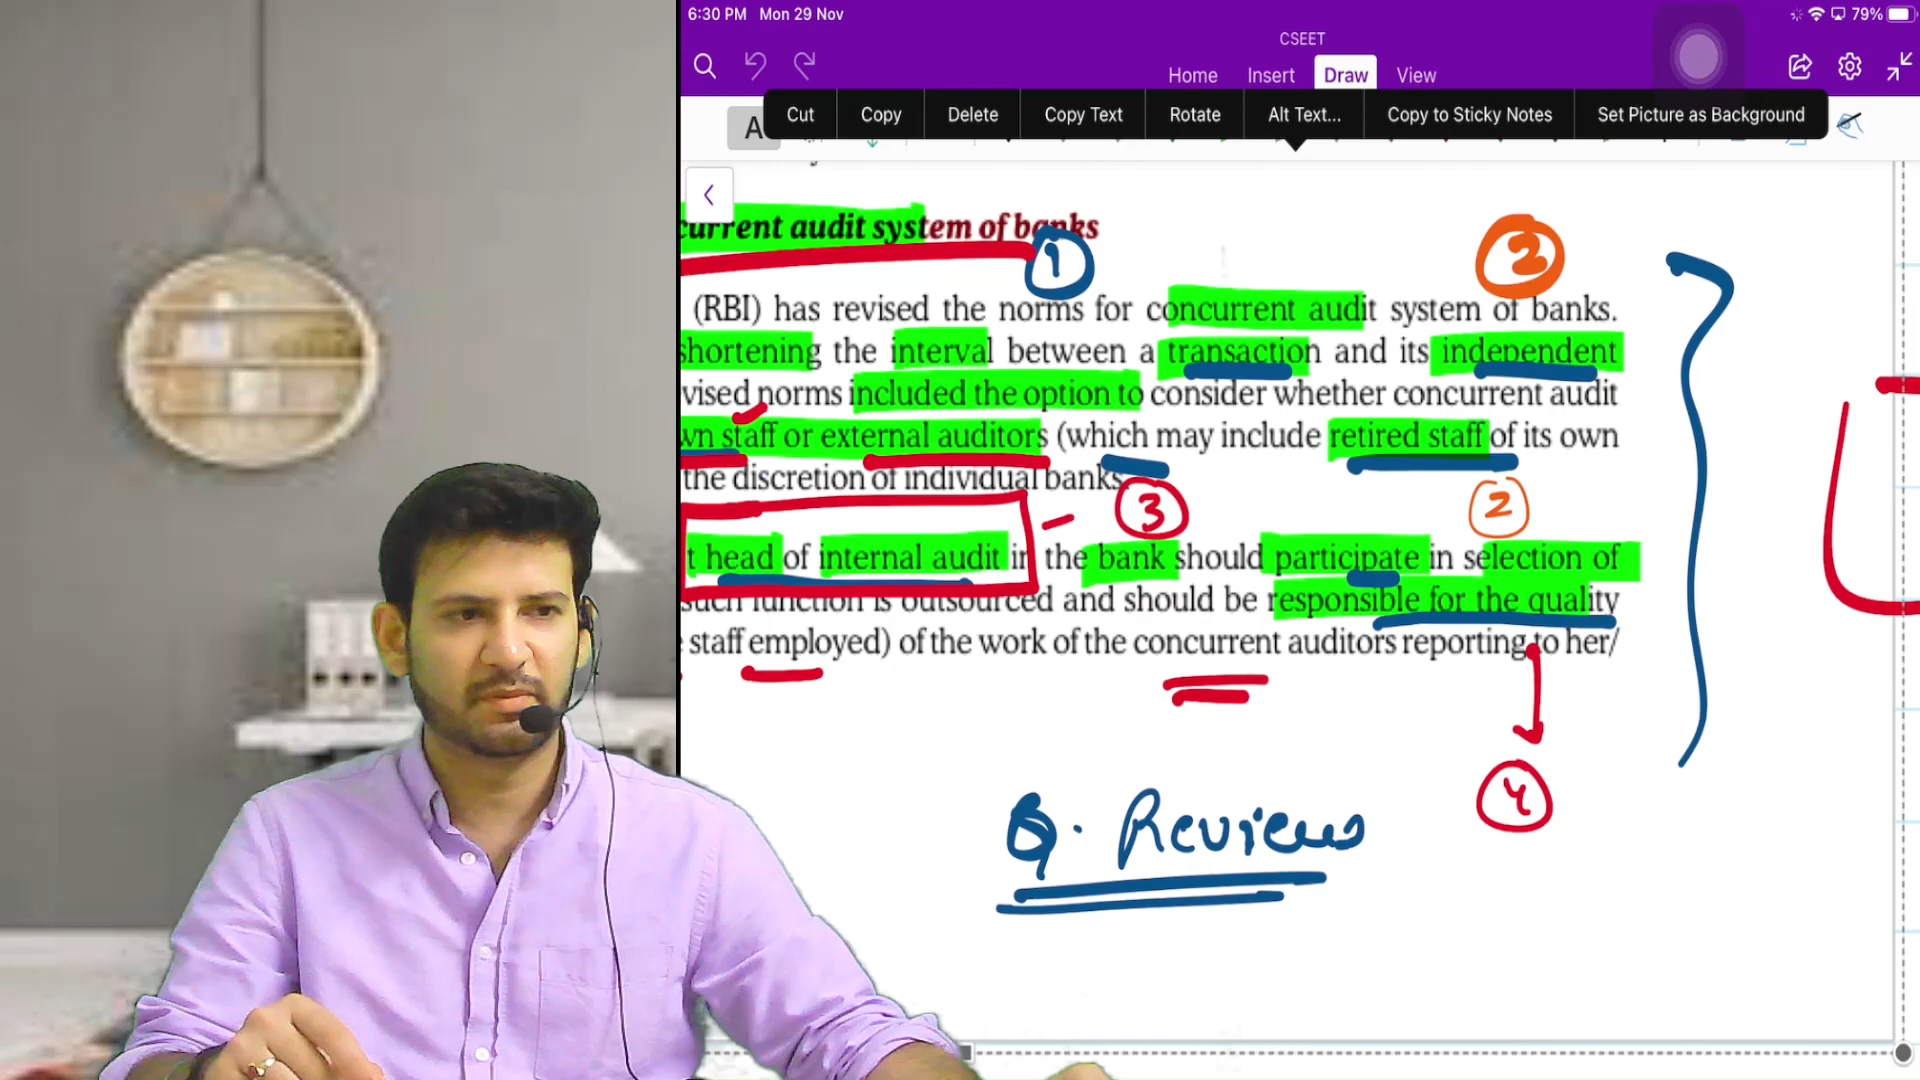 6:30 PM Mon 29 Nov
79%
CSEET
Home Insert Draw View
Cut Copy Delete Copy Text Rotate Alt Text... Copy to Sticky Notes Set Picture as Background
A
current audit system of banks
1
2
(RBI) has revised the norms for concurrent audit system of banks.
shortening the interval between a transaction and its independent
vised norms included the option to consider whether concurrent audit
wn staff or external auditors (which may include retired staff of its own
the discretion of individual banks.
3
2
t head of internal audit in the bank should participate in selection of
such function is outsourced and should be responsible for the quality
staff employed) of the work of the concurrent auditors reporting to her/
4
Q. Reviews